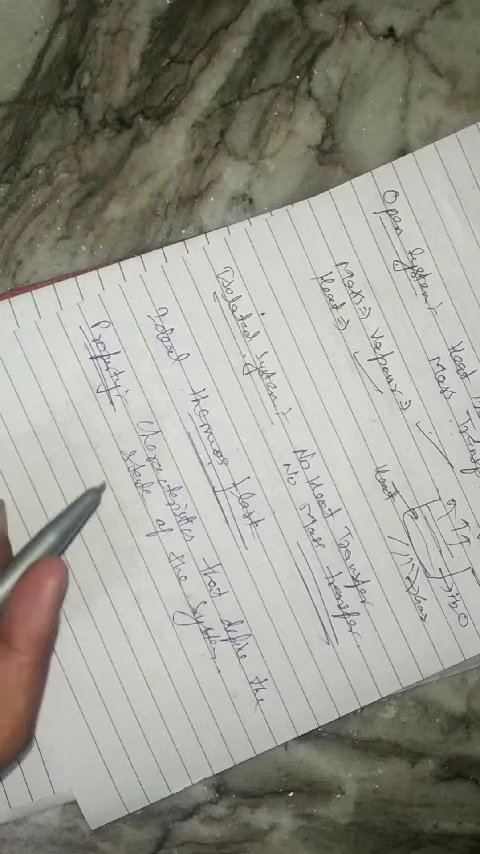 Open System:
Heat
Mass
Mass => Vapour =>
Heat =>
Heat
Isolated System:
No Heat Transfer
No Mass transfer.
Ideal thermos flask
Property: Characteristics that define the
state of the system.